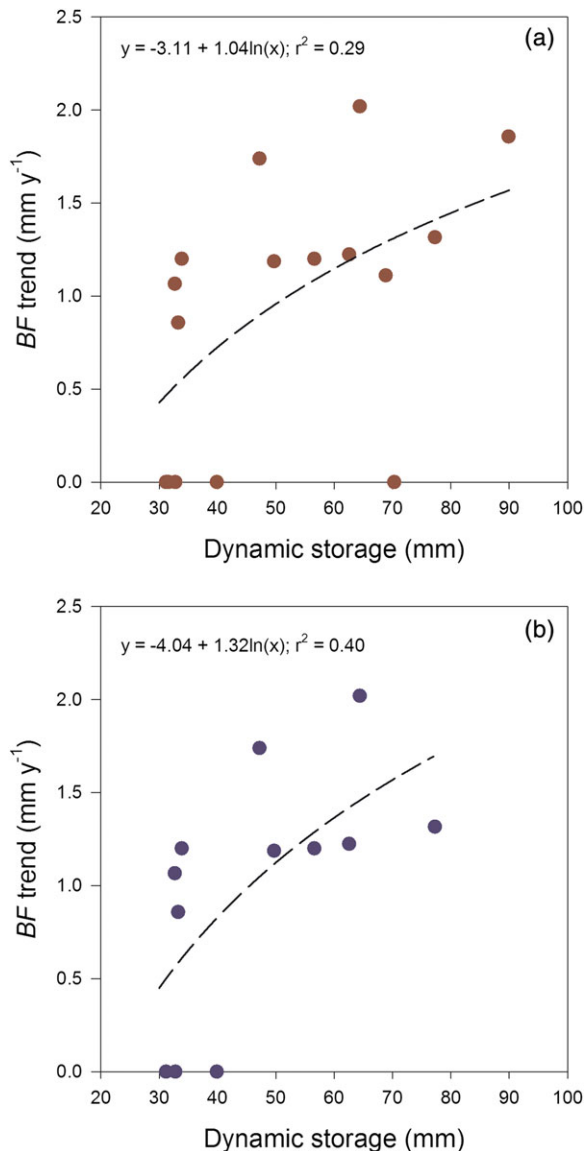 (a)
y = -3.11 + 1.04ln(x); r² = 0.29
BF trend (mm y⁻¹)
2.5
2.0
1.5
1.0
0.5
0.0
20 30 40 50 60 70 80 90 100
Dynamic storage (mm)
(b)
y = -4.04 + 1.32ln(x); r² = 0.40
BF trend (mm y⁻¹)
2.5
2.0
1.5
1.0
0.5
0.0
20 30 40 50 60 70 80 90 100
Dynamic storage (mm)